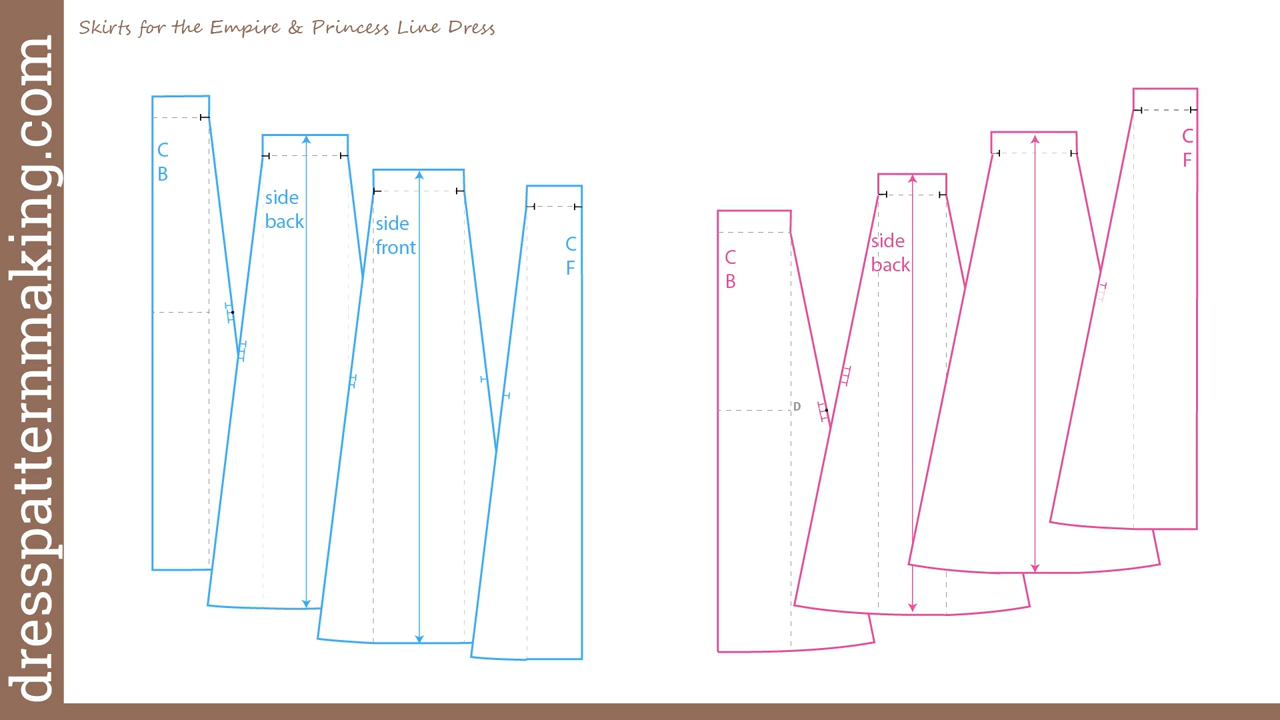 dresspatternmaking.com
Skirts for the Empire & Princess Line Dress
C
B
side
back
side
front
C
F
C
B
D
side
back
C
F